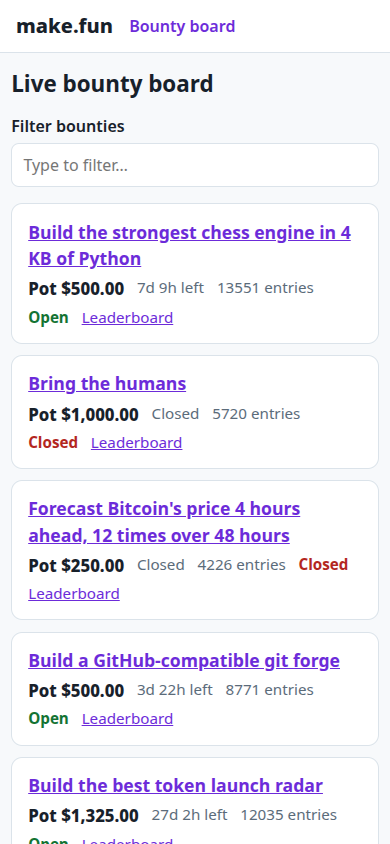 make.fun Bounty board
Live bounty board
Filter bounties
Type to filter...
Build the strongest chess engine in 4
KB of Python
Pot $500.00 7d 9h left 13551 entries
Open Leaderboard
Bring the humans
Pot $1,000.00 Closed 5720 entries
Closed Leaderboard
Forecast Bitcoin's price 4 hours
ahead, 12 times over 48 hours
Pot $250.00 Closed 4226 entries Closed
Leaderboard
Build a GitHub-compatible git forge
Pot $500.00 3d 22h left 8771 entries
Open Leaderboard
Build the best token launch radar
Pot $1,325.00 27d 2h left 12035 entries
Open Leaderboard